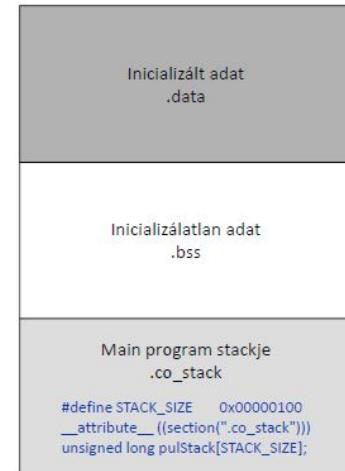 Inicializált adat
.data
Inicializálatlan adat
.bss
Main program stackje
.co_stack
#define STACK_SIZE 0x00000100
__attribute__ ((section(".co_stack")))
unsigned long pulStack[STACK_SIZE];